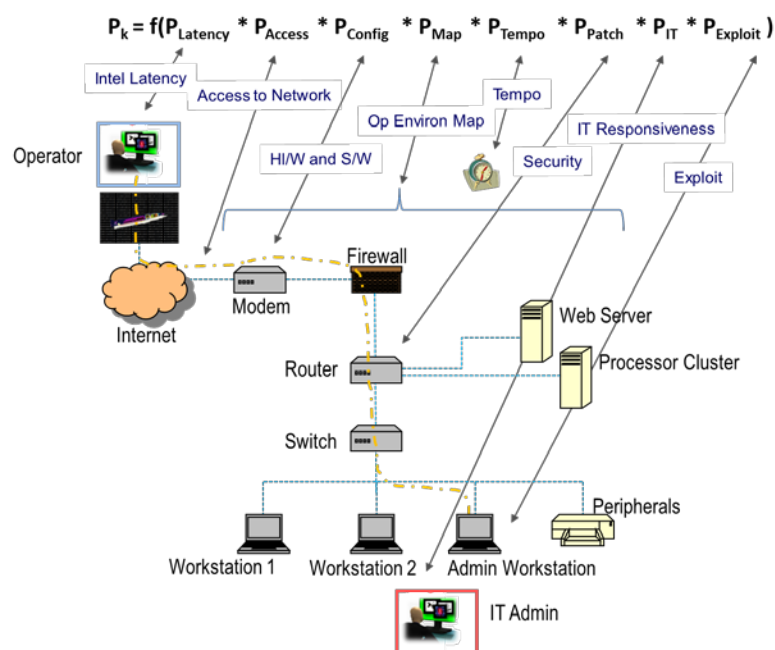 Pk = f(PLatency * PAccess * PConfig * PMap * PTempo * PPatch * PIT * PExploit )
Intel Latency
Access to Network
Tempo
Op Environ Map
IT Responsiveness
Operator
HI/W and S/W
Security
Exploit
Firewall
Modem
Internet
Web Server
Router
Processor Cluster
Switch
Peripherals
Workstation 1
Workstation 2
Admin Workstation
IT Admin